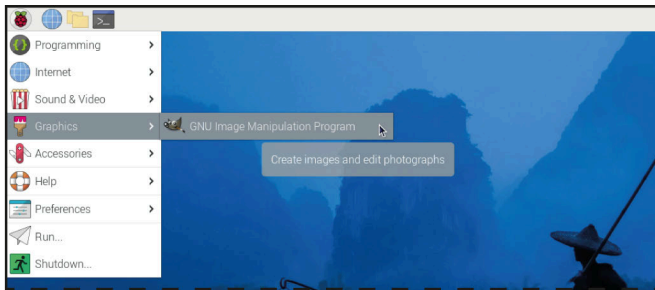 Programming
Internet
Sound & Video
Graphics
GNU Image Manipulation Program
Create images and edit photographs
Accessories
Help
Preferences
Run...
Shutdown...